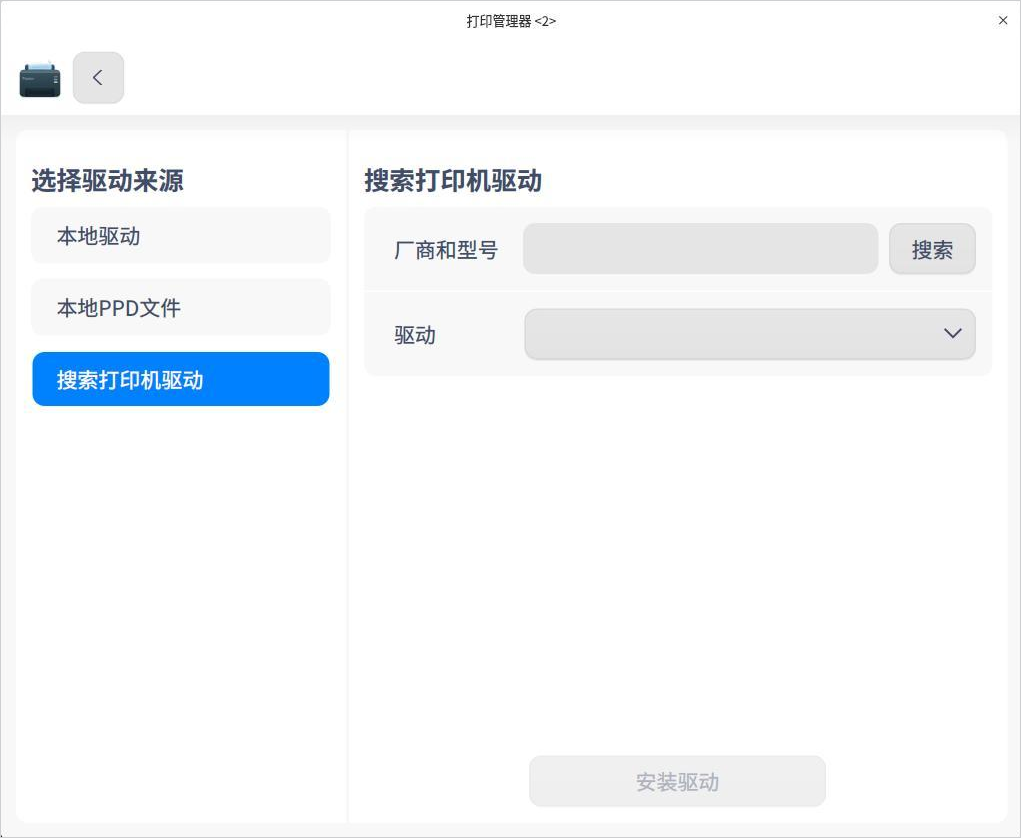 打印管理器 <2>
选择驱动来源
本地驱动
本地PPD文件
搜索打印机驱动
搜索打印机驱动
厂商和型号
搜索
驱动
安装驱动